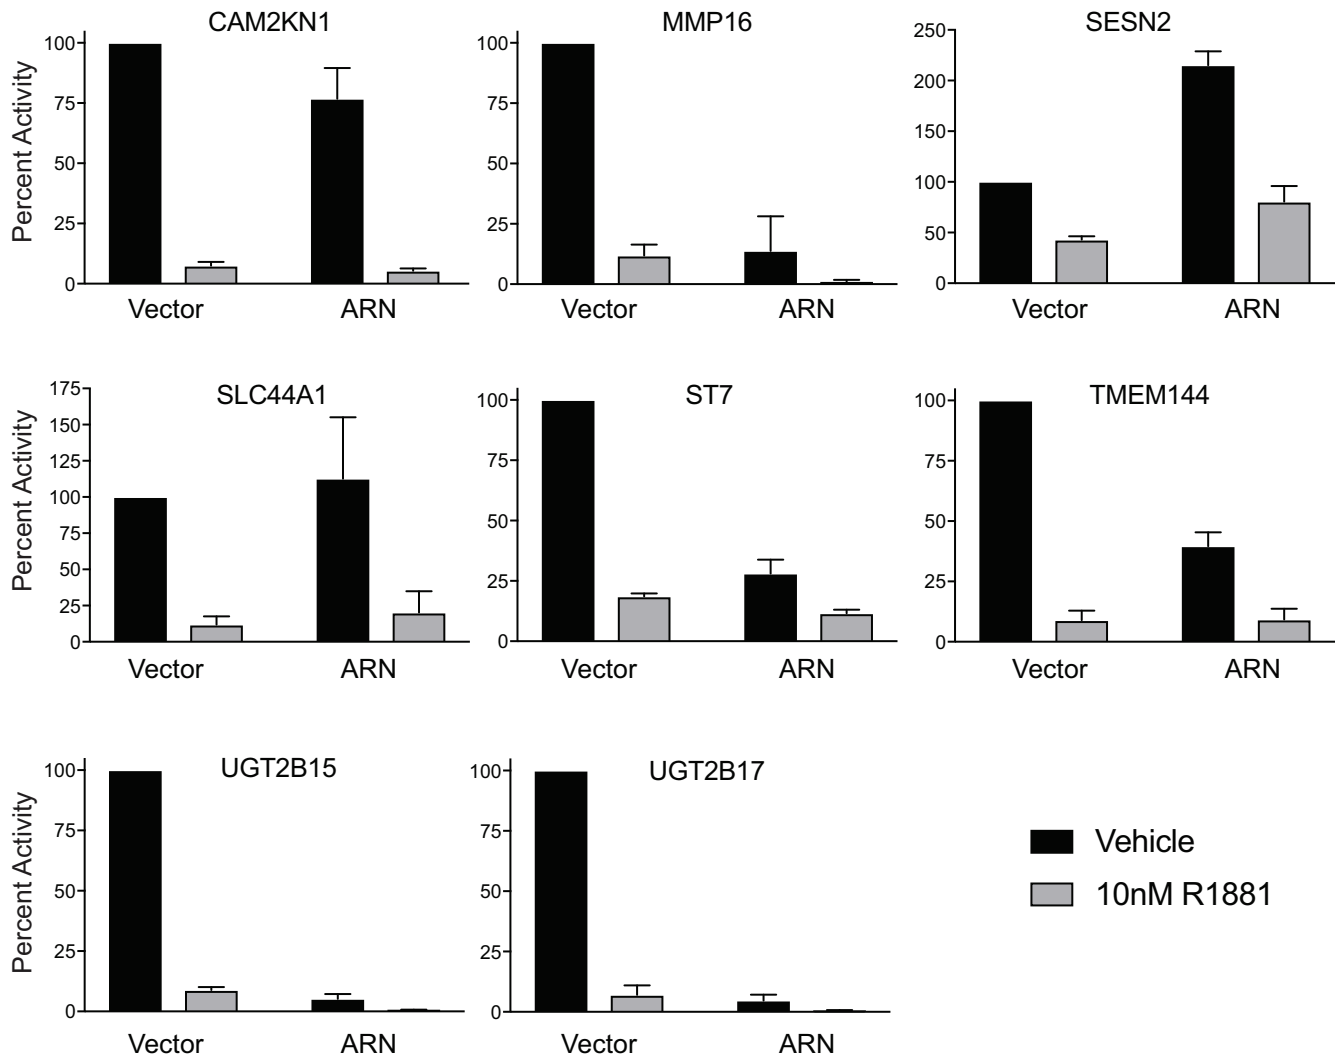 CAM2KN1
MMP16
SESN2
Percent Activity
100
75
50
25
0
100
75
50
25
0
250
200
150
100
50
0
Vector
ARN
Vector
ARN
Vector
ARN
SLC44A1
ST7
TMEM144
Percent Activity
175
150
125
100
75
50
25
0
100
75
50
25
0
100
75
50
25
0
Vector
ARN
Vector
ARN
Vector
ARN
UGT2B15
UGT2B17
Percent Activity
100
75
50
25
0
100
75
50
25
0
Vector
ARN
Vector
ARN
Vehicle
10nM R1881